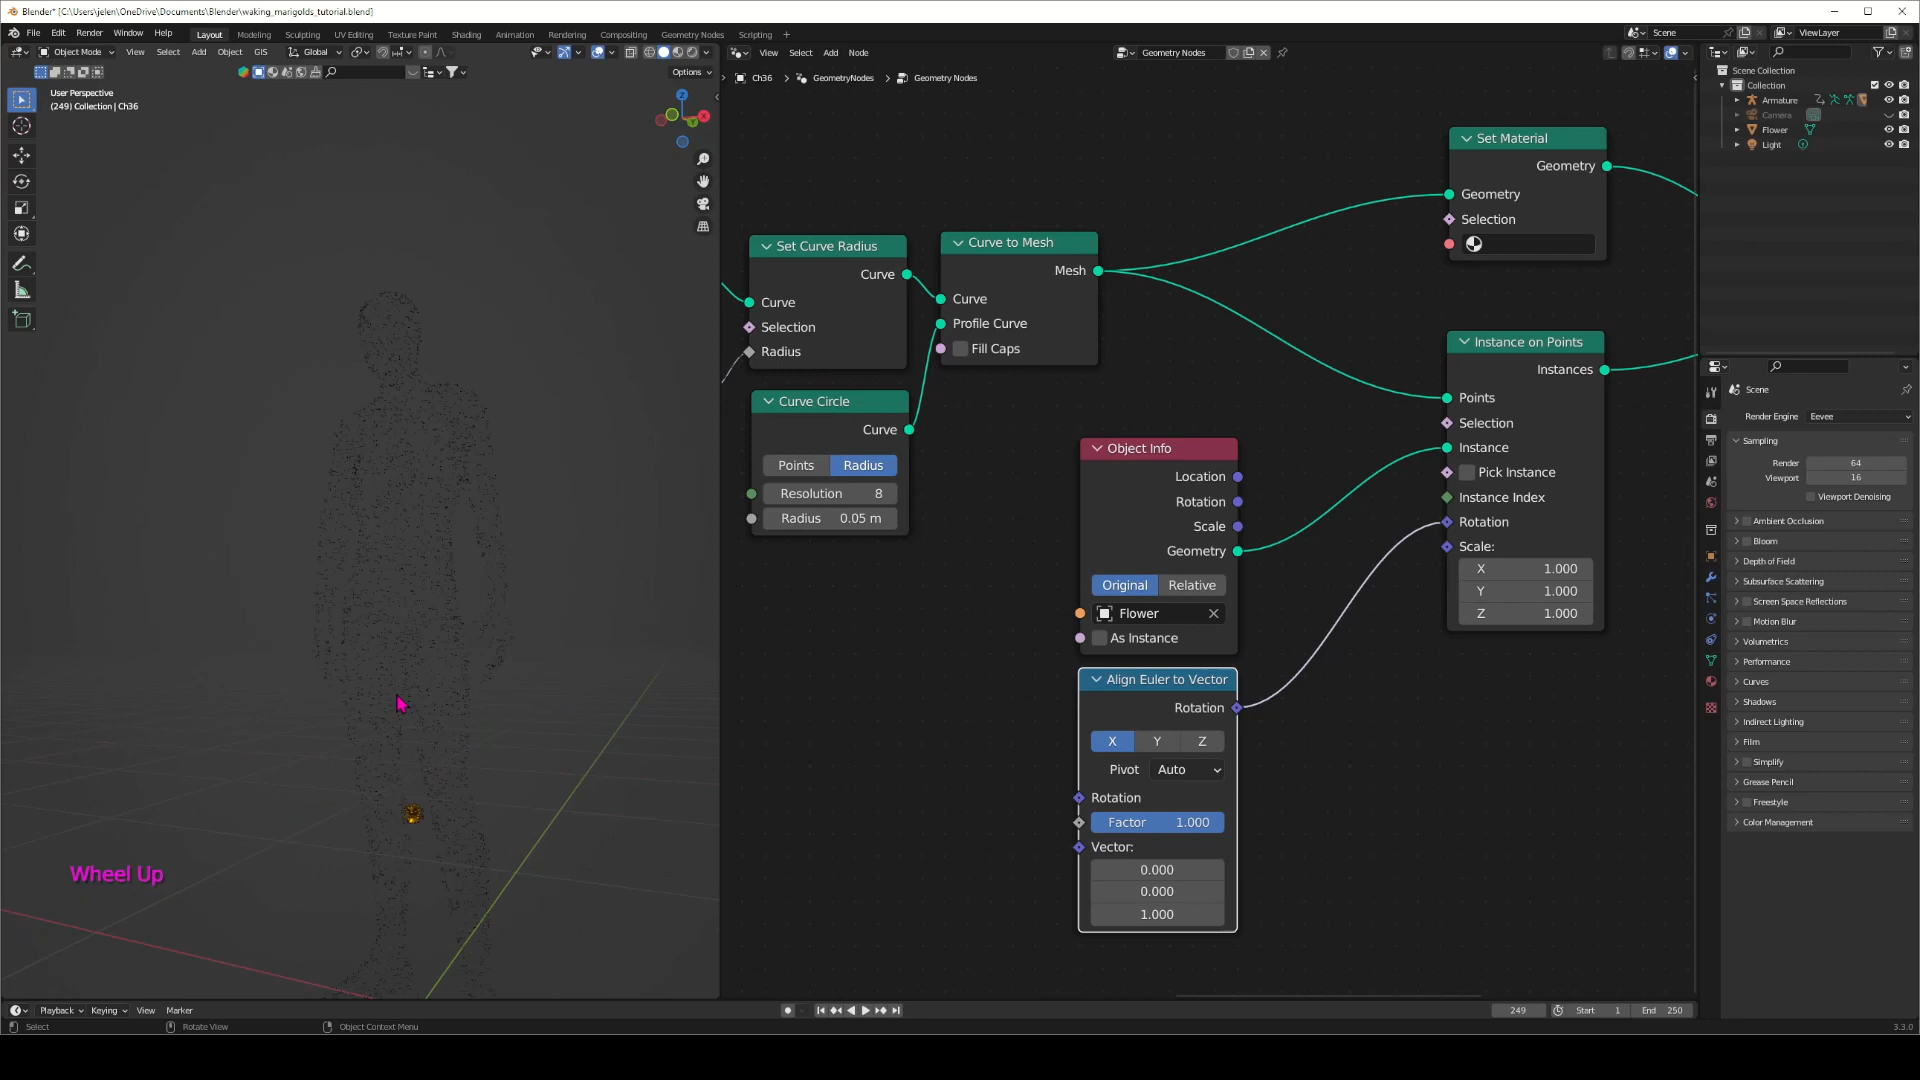 Blender* [C:\Users\jelen\OneDrive\Documents\Blender\waking_marigolds_tutorial.blend]
File Edit Render Window Help Layout Modeling Sculpting UV Editing Texture Paint Shading Animation Rendering Compositing Geometry Nodes Scripting + Scene ViewLayer
Object Mode View Select Add Object GIS Global
View Select Add Node Geometry Nodes
Options
Ch36 > GeometryNodes > Geometry Nodes
User Perspective
(249) Collection | Ch36
Z
X
Y
Wheel Up
Set Curve Radius
Curve
Curve
Selection
Radius
Curve to Mesh
Mesh
Curve
Profile Curve
Fill Caps
Curve Circle
Curve
Points Radius
Resolution 8
Radius 0.05 m
Object Info
Location
Rotation
Scale
Geometry
Original Relative
Flower
As Instance
Align Euler to Vector
Rotation
X Y Z
Pivot Auto
Rotation
Factor 1.000
Vector:
0.000
0.000
1.000
Set Material
Geometry
Geometry
Selection
Instance on Points
Instances
Points
Selection
Instance
Pick Instance
Instance Index
Rotation
Scale:
X 1.000
Y 1.000
Z 1.000
Scene Collection
Collection
Armature
Camera
Flower
Light
Scene
Render Engine Eevee
Sampling
Render 64
Viewport 16
Viewport Denoising
Ambient Occlusion
Bloom
Depth of Field
Subsurface Scattering
Screen Space Reflections
Motion Blur
Volumetrics
Performance
Curves
Shadows
Indirect Lighting
Film
Simplify
Grease Pencil
Freestyle
Color Management
Playback Keying View Marker 249 Start 1 End 250
Select Rotate View Object Context Menu 3.3.0